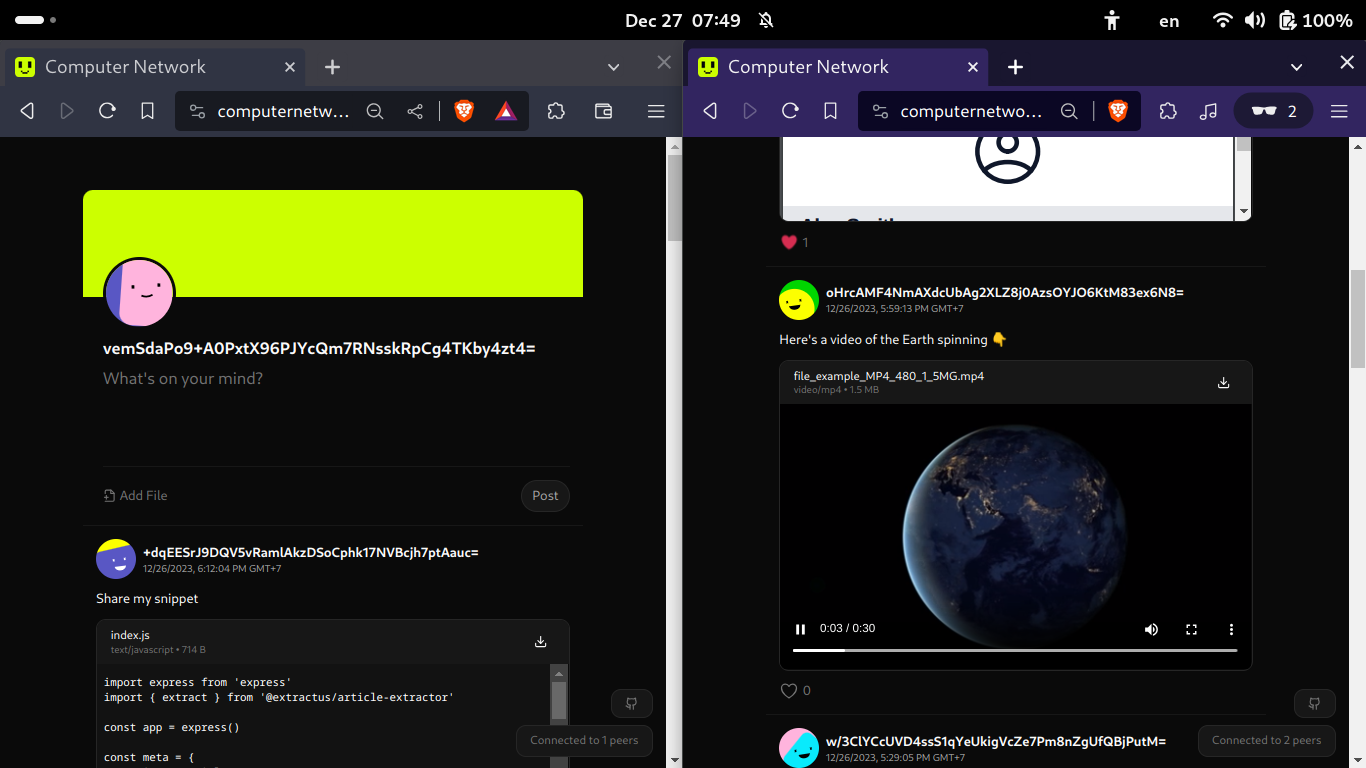 Dec 27 07:49
en
100%
Computer Network
computernetw...
What's on your mind?
vemSdaPo9+A0PxtX96PJYcQm7RNsskRpCg4TKby4zt4=
Add File
Post
+dqEESrJ9DQV5vRamlAkzDSoCphk17NVBcjh7ptAauc=
12/26/2023, 6:12:04 PM GMT+7
Share my snippet
index.js
text/javascript • 714 B
import express from 'express'
import { extract } from '@extractus/article-extractor'
const app = express()
const meta = {
Connected to 1 peers
Computer Network
computernetwo...
2
1
oHrcAMF4NmAXdcUbAg2XLZ8j0AzsOYJO6KtM83ex6N8=
12/26/2023, 5:59:13 PM GMT+7
Here's a video of the Earth spinning 👇
file_example_MP4_480_1_5MG.mp4
video/mp4 • 1.5 MB
0:03 / 0:30
0
w/3ClYCcUVD4ssS1qYeUkigVcZe7Pm8nZgUfQBjPutM=
12/26/2023, 5:29:05 PM GMT+7
Connected to 2 peers